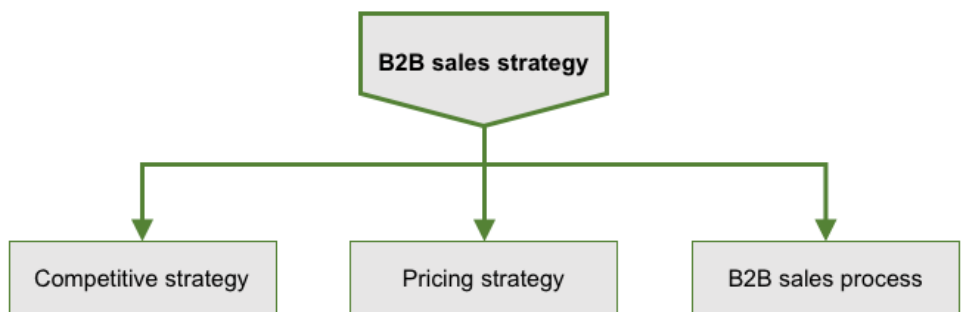 B2B sales strategy
Competitive strategy
Pricing strategy
B2B sales process